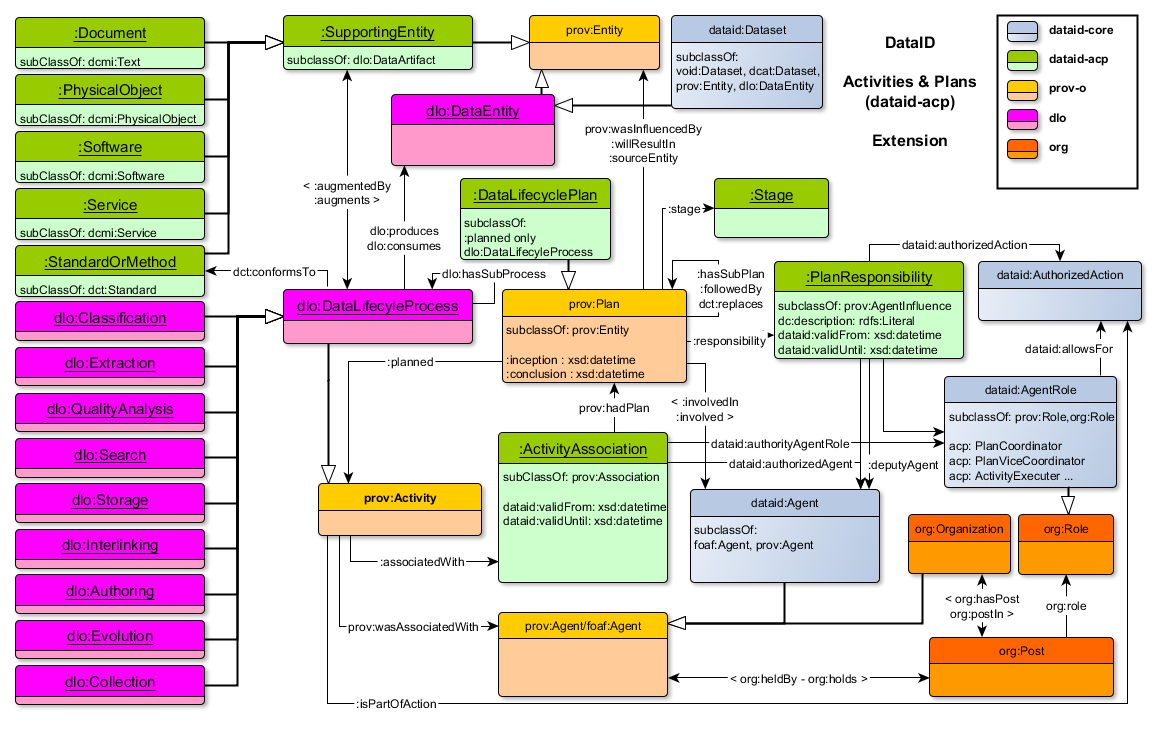 :Document
subClassOf: dcmi:Text
:PhysicalObject
subClassOf: dcmi:PhysicalObject
:Software
subClassOf: dcmi:Software
:Service
subClassOf: dcmi:Service
:StandardOrMethod
subClassOf: dct:Standard
dlo:Classification
dlo:Extraction
dlo:QualityAnalysis
dlo:Search
dlo:Storage
dlo:Interlinking
dlo:Authoring
dlo:Evolution
dlo:Collection
:SupportingEntity
subclassOf: dlo:DataArtifact
prov:Entity
dataid:Dataset
subclassOf:
void:Dataset, dcat:Dataset,
prov:Entity, dlo:DataEntity
DataID
Activities & Plans
(dataid-acp)
Extension
dataid-core
dataid-acp
prov-o
dlo
org
dlo:DataEntity
prov:wasInfluencedBy
:willResultIn
:sourceEntity
< :augmentedBy
:augments >
dlo:produces
dlo:consumes
:DataLifecyclePlan
subclassOf:
:planned only
dlo:DataLifecyleProcess
:stage
:Stage
dct:conformsTo
dlo:hasSubProcess
dlo:DataLifecyleProcess
prov:Plan
subclassOf: prov:Entity
:inception : xsd:datetime
:conclusion : xsd:datetime
:hasSubPlan
:followedBy
dct:replaces
:responsibility
:PlanResponsibility
subclassOf: prov:AgentInfluence
dc:description: rdfs:Literal
dataid:validFrom: xsd:datetime
dataid:validUntil: xsd:datetime
dataid:authorizedAction
dataid:AuthorizedAction
dataid:allowsFor
dataid:AgentRole
subclassOf: prov:Role,org:Role
acp: PlanCoordinator
acp: PlanViceCoordinator
acp: ActivityExecuter ...
:planned
prov:hadPlan
< :involvedIn
:involved >
:ActivityAssociation
subClassOf: prov:Association
dataid:validFrom: xsd:datetime
dataid:validUntil: xsd:datetime
dataid:authorityAgentRole
dataid:authorizedAgent
:deputyAgent
prov:Activity
:associatedWith
dataid:Agent
subclassOf:
foaf:Agent, prov:Agent
org:Organization
org:Role
< org:hasPost
org:postIn >
org:role
prov:wasAssociatedWith
prov:Agent/foaf:Agent
org:Post
< org:heldBy - org:holds >
:isPartOfAction